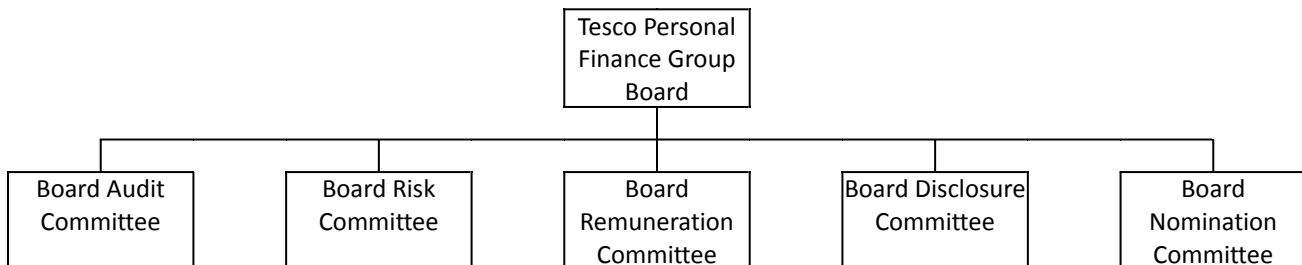 Tesco Personal
Finance Group
Board
Board Audit
Committee
Board Risk
Committee
Board
Remuneration
Committee
Board Disclosure
Committee
Board
Nomination
Committee